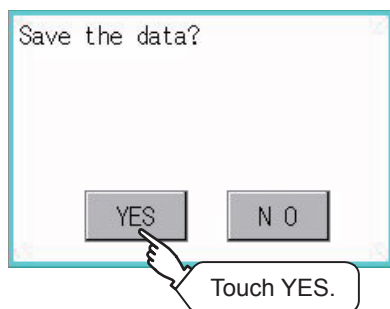 Save the data?
YES
N O
Touch YES.